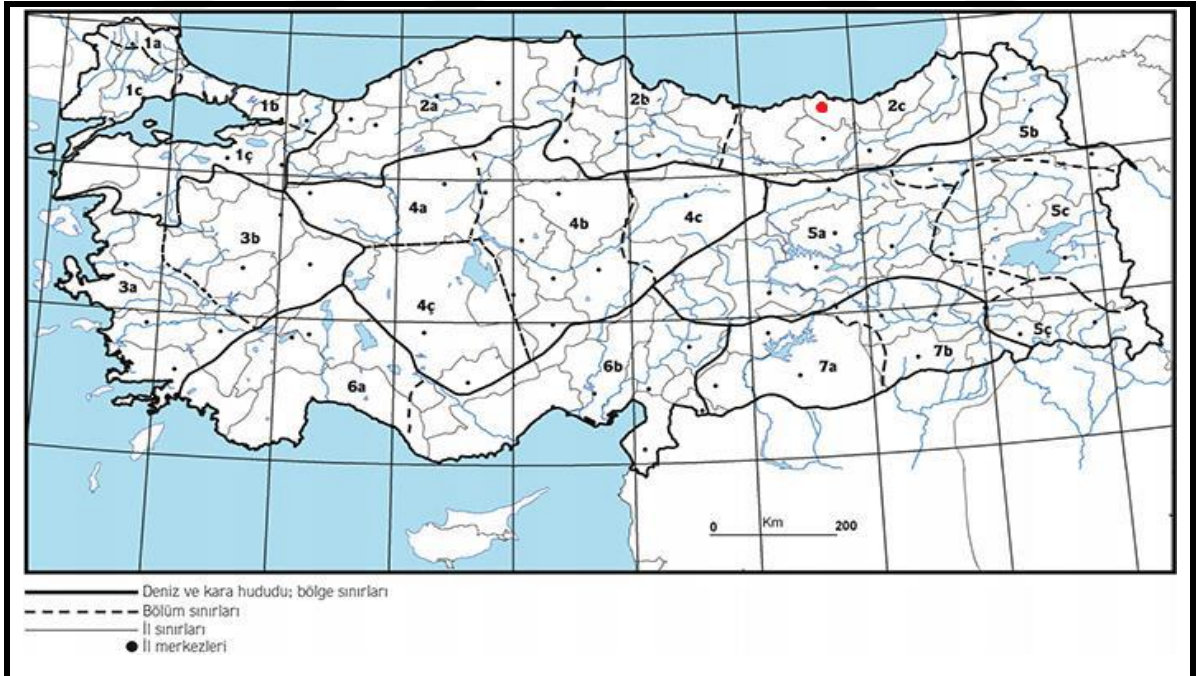 1a
1c
1b
2a
2b
2c
5b
1ç
4a
4b
4c
5a
5c
3b
3a
4ç
5ç
7b
7a
6b
6a
0 Km 200
Deniz ve kara hududu; bölge sınırları
Bölüm sınırları
İl sınırları
İl merkezleri